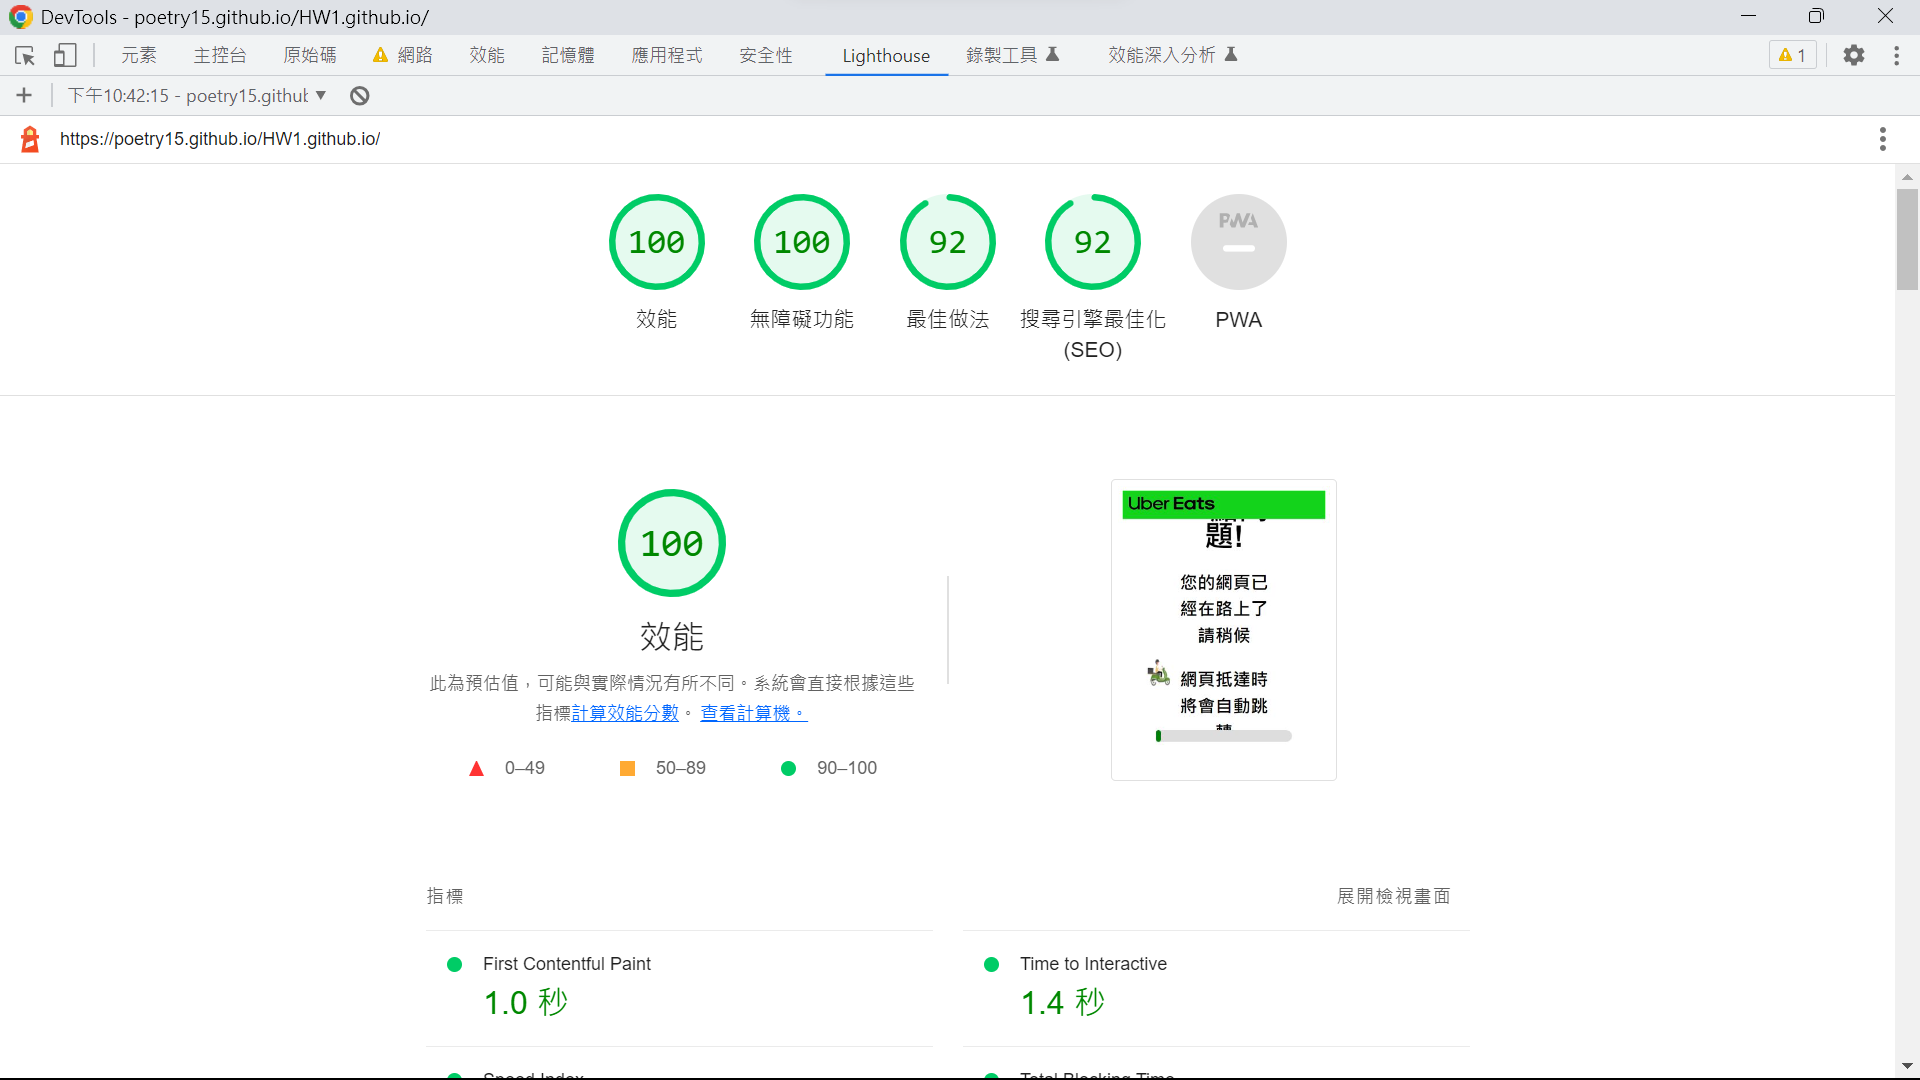 DevTools - poetry15.github.io/HW1.github.io/
元素 主控台 原始碼 網路 效能 記憶體 應用程式 安全性 Lighthouse 錄製工具 效能深入分析 1
下午10:42:15 - poetry15.github
https://poetry15.github.io/HW1.github.io/
100 100 92 92 PWA
效能 無障礙功能 最佳做法 搜尋引擎最佳化 PWA
(SEO)
100
效能
此為預估值，可能與實際情況有所不同。系統會直接根據這些
指標計算效能分數。 查看計算機。
0–49 50–89 90–100
Uber Eats
題!
您的網頁已
經在路上了
請稍候
網頁抵達時
將會自動跳
轉
指標 展開檢視畫面
First Contentful Paint
1.0 秒
Time to Interactive
1.4 秒
Speed Index
Total Blocking Time